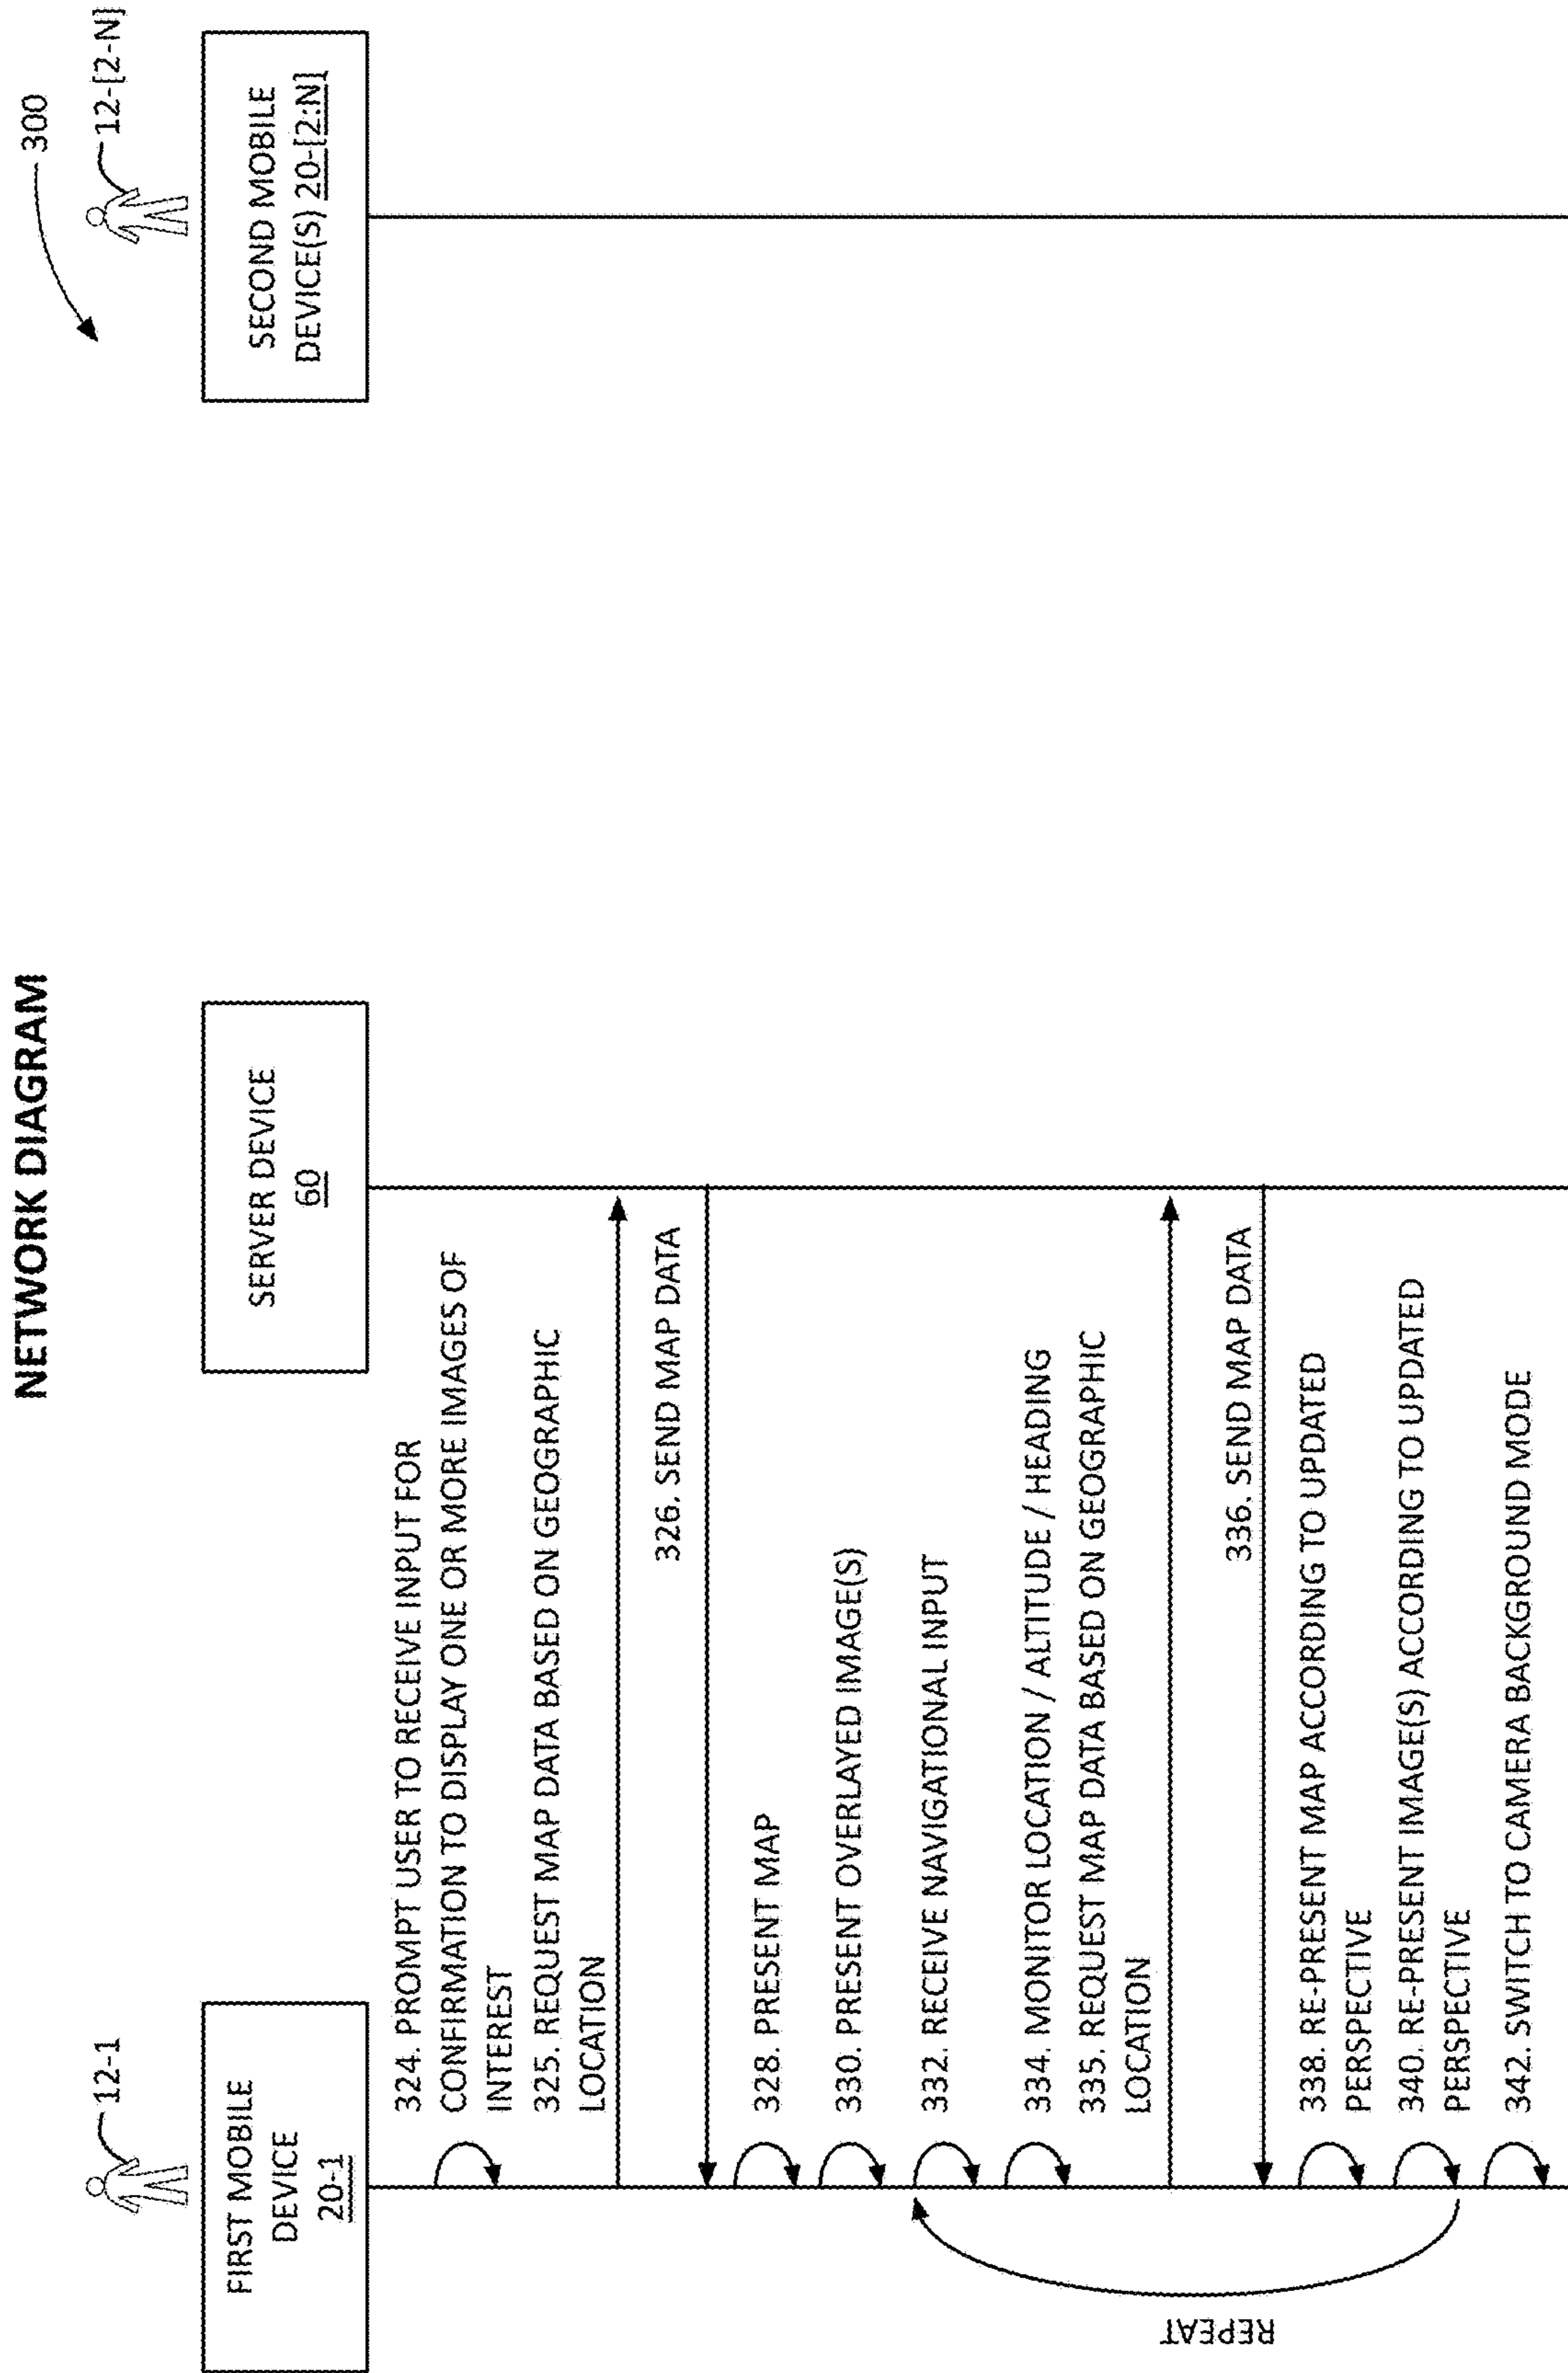 NETWORK DIAGRAM
300
12-1
12-[2-N]
FIRST MOBILE
DEVICE
20-1
SERVER DEVICE
60
SECOND MOBILE
DEVICE(S) 20-[2:N]
324. PROMPT USER TO RECEIVE INPUT FOR
CONFIRMATION TO DISPLAY ONE OR MORE IMAGES OF
INTEREST
325. REQUEST MAP DATA BASED ON GEOGRAPHIC
LOCATION
326. SEND MAP DATA
328. PRESENT MAP
330. PRESENT OVERLAYED IMAGE(S)
332. RECEIVE NAVIGATIONAL INPUT
334. MONITOR LOCATION / ALTITUDE / HEADING
335. REQUEST MAP DATA BASED ON GEOGRAPHIC
LOCATION
336. SEND MAP DATA
338. RE-PRESENT MAP ACCORDING TO UPDATED
PERSPECTIVE
340. RE-PRESENT IMAGE(S) ACCORDING TO UPDATED
PERSPECTIVE
342. SWITCH TO CAMERA BACKGROUND MODE
REPEAT